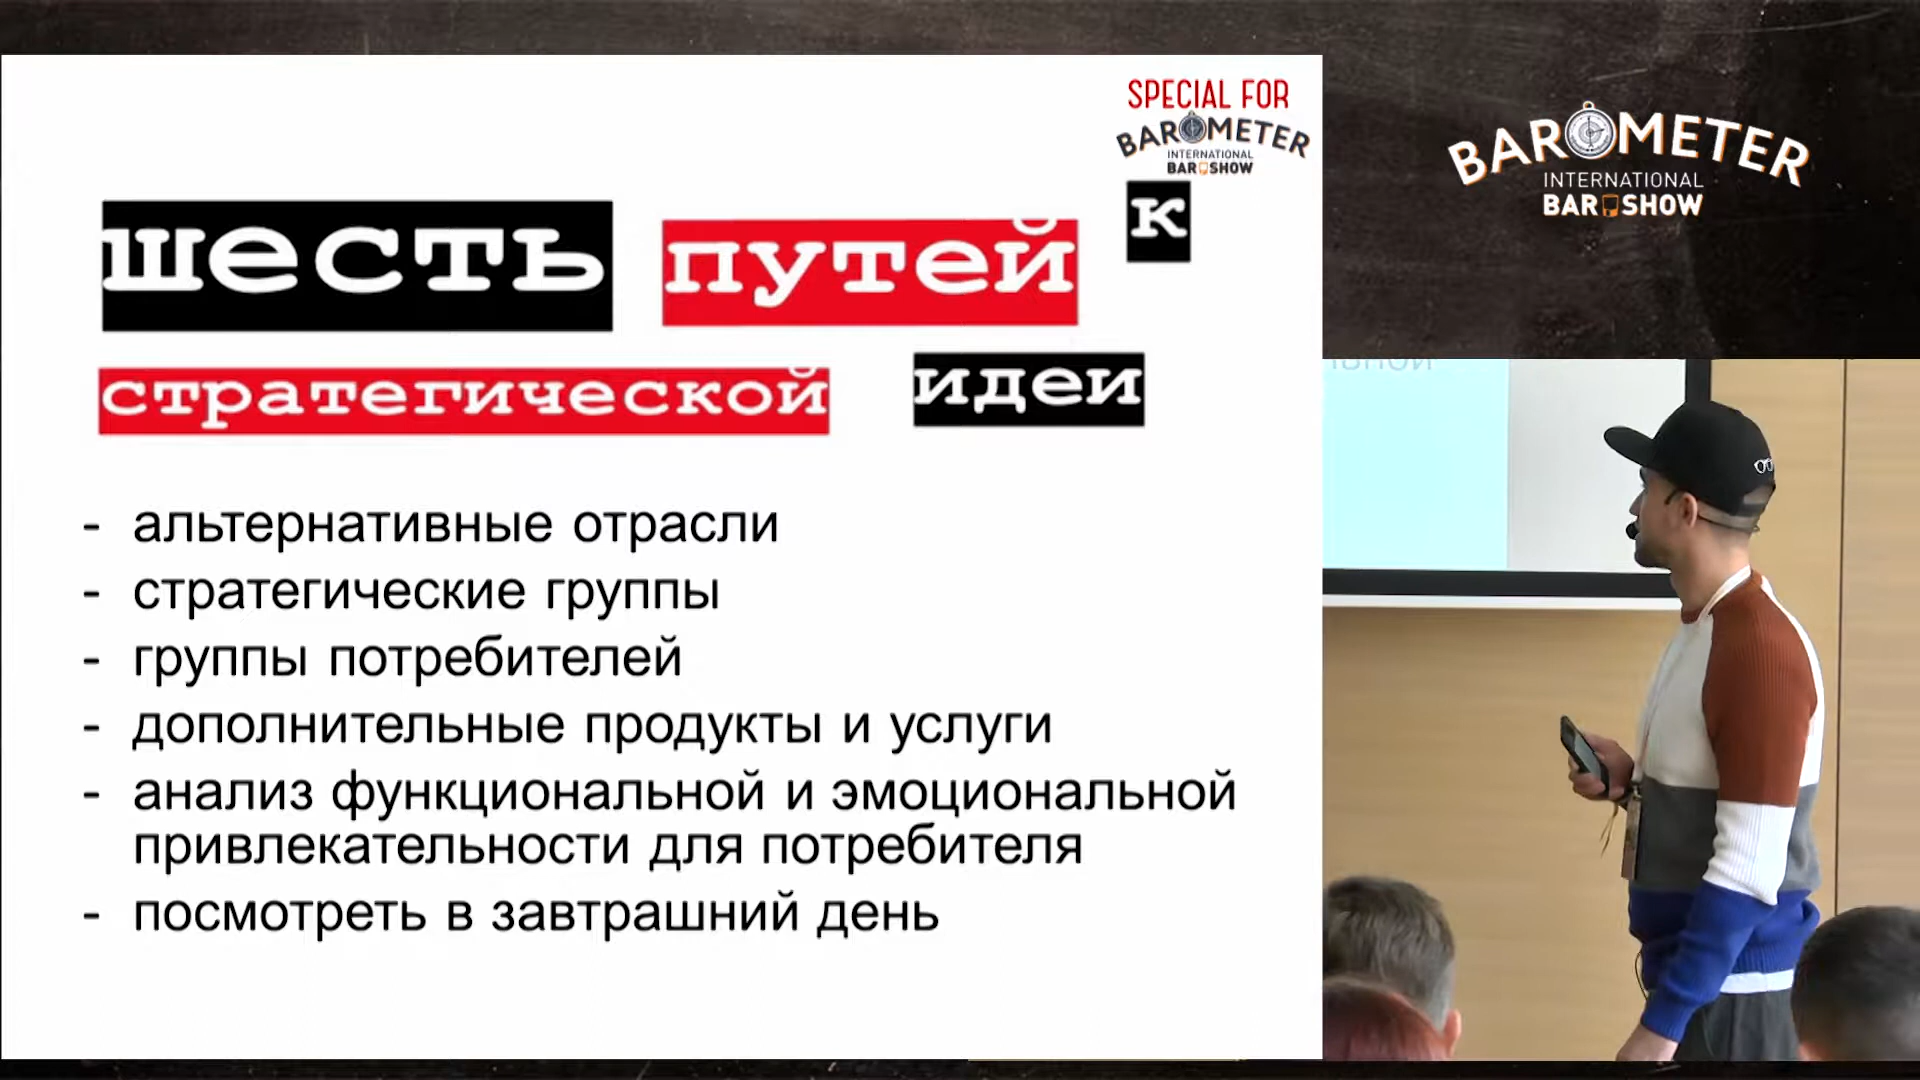 SPECIAL FOR
BAROMETER
INTERNATIONAL
BAR SHOW
шесть путей к
стратегической идеи
- альтернативные отрасли
- стратегические группы
- группы потребителей
- дополнительные продукты и услуги
- анализ функциональной и эмоциональной
привлекательности для потребителя
- посмотреть в завтрашний день
BAROMETER
INTERNATIONAL
BAR SHOW